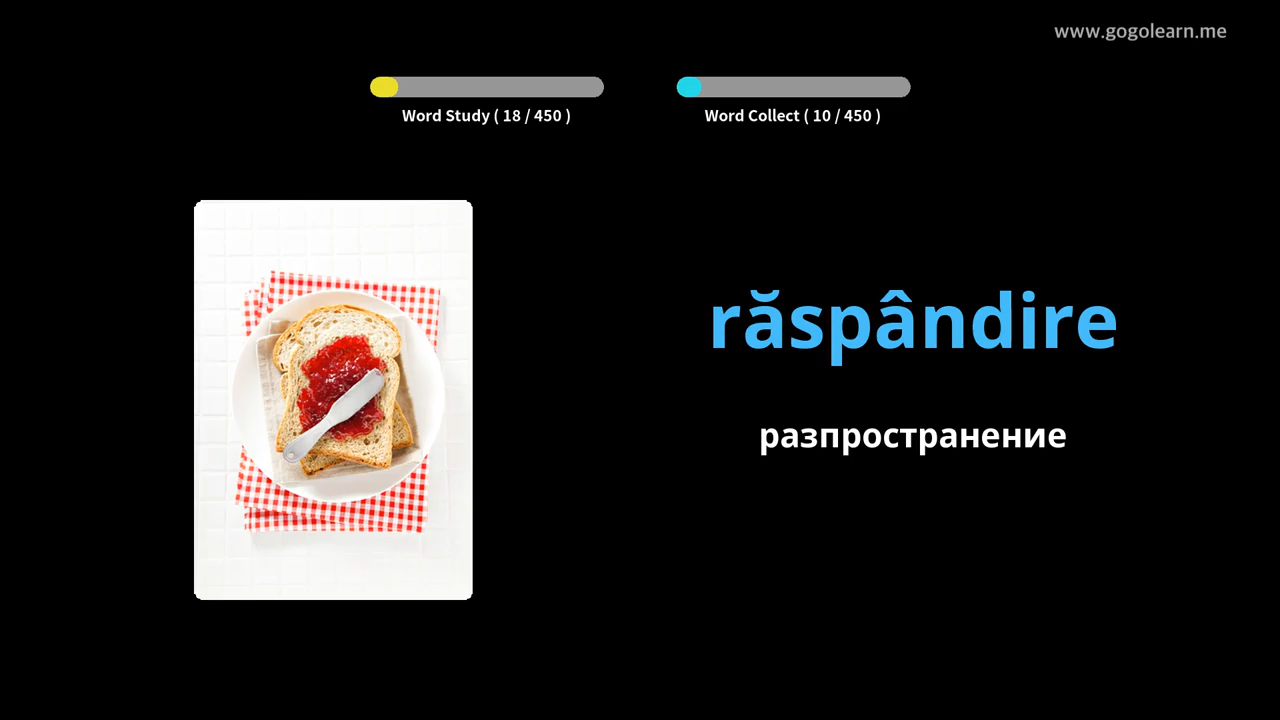 www.gogolearn.me
Word Study ( 18 / 450 )
Word Collect ( 10 / 450 )
răspândire
разпространение